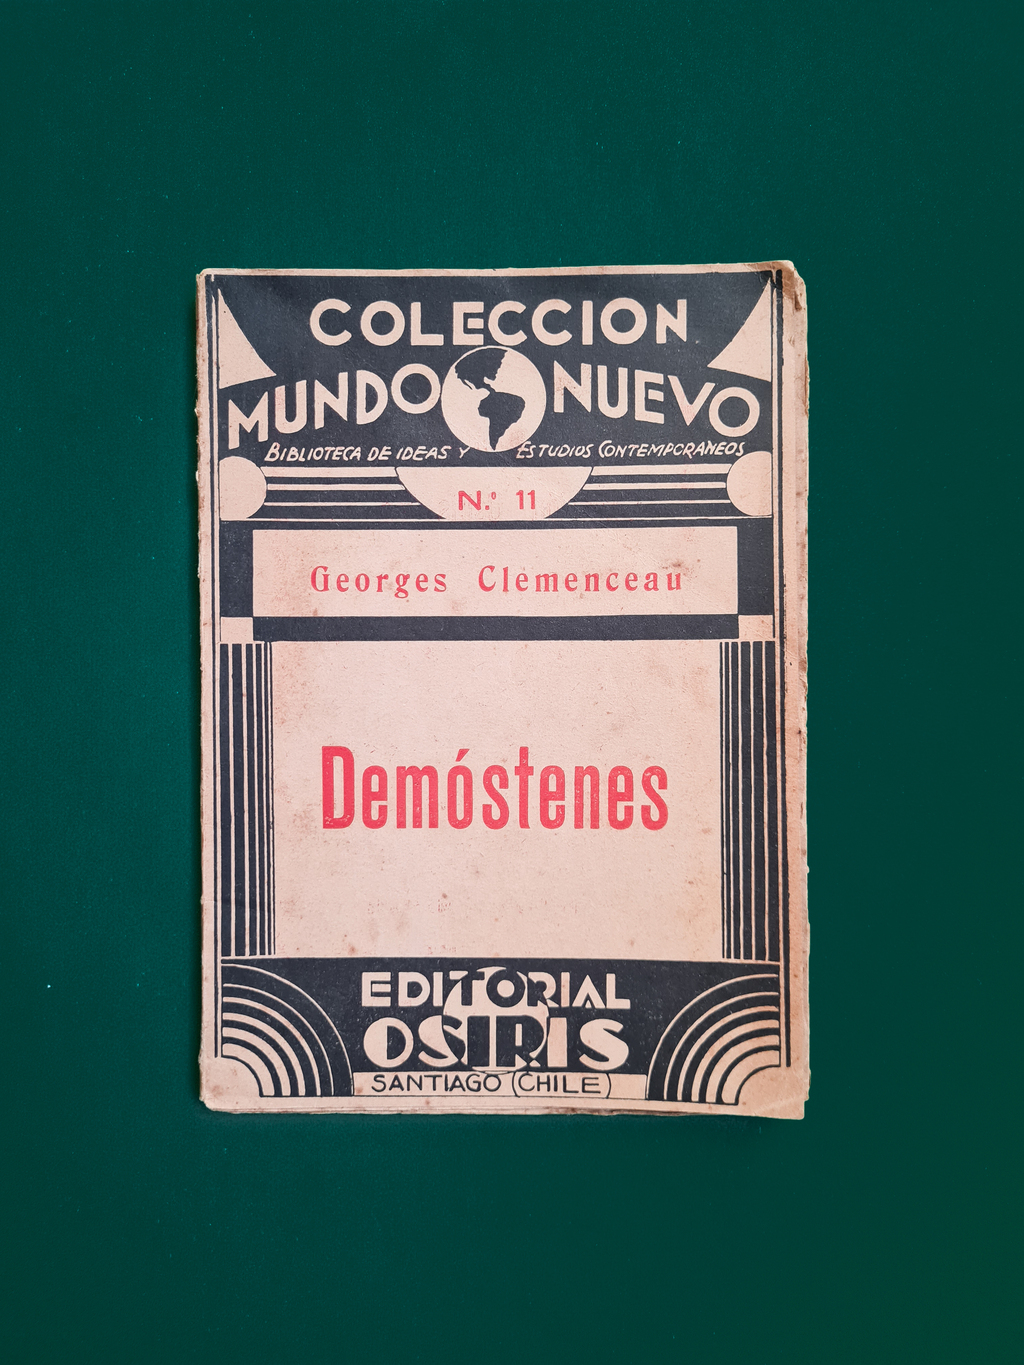 COLECCION
MUNDO NUEVO
BIBLIOTECA DE IDEAS Y ESTUDIOS CONTEMPORANEOS
N.º 11
Georges Clemenceau
Demóstenes
EDITORIAL
OSIRIS
SANTIAGO (CHILE)